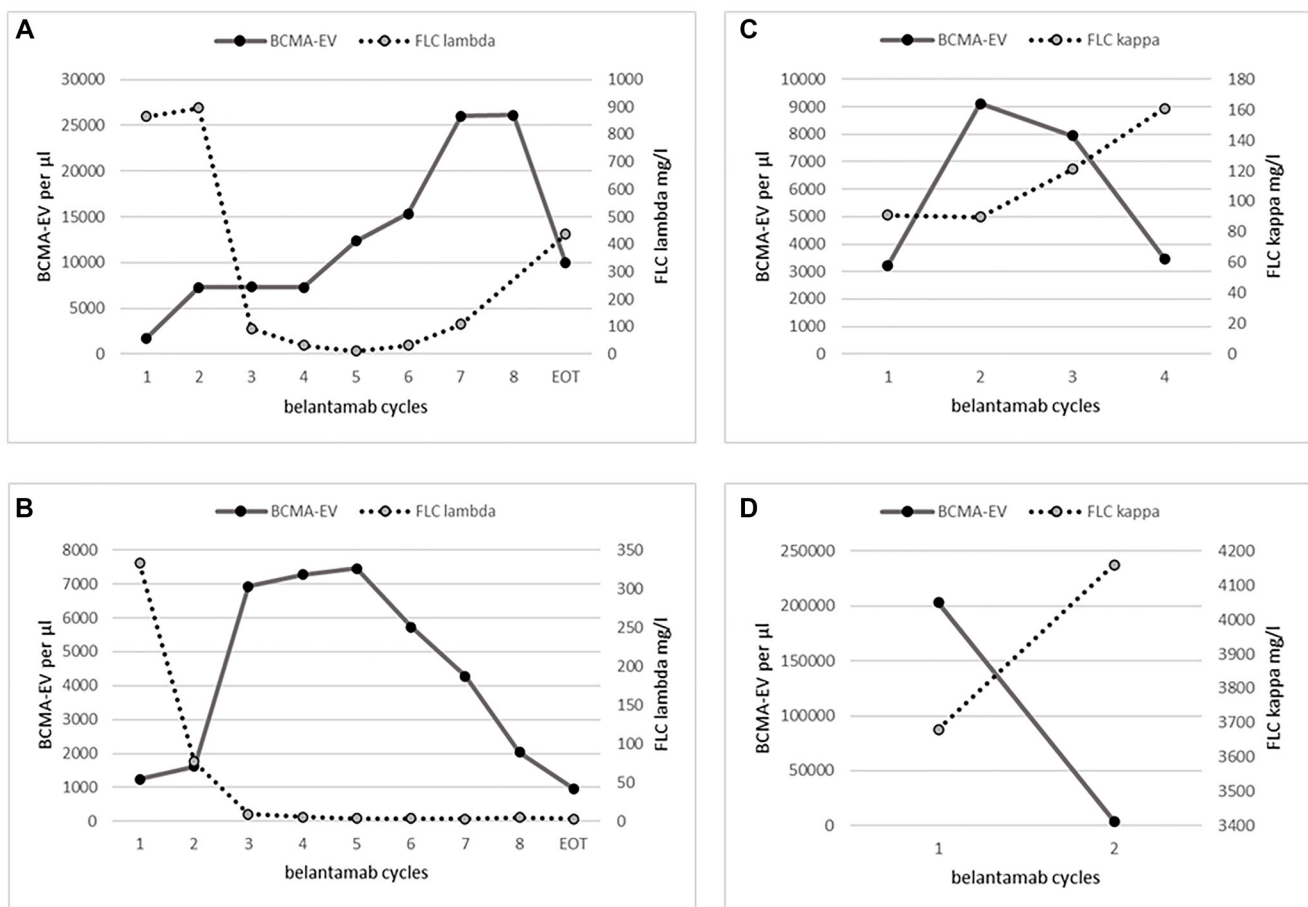 A
BCMA-EV FLC lambda
30000 25000 20000 15000 10000 5000 0
BCMA-EV per µl
1000 900 800 700 600 500 400 300 200 100 0
FLC lambda mg/l
1 2 3 4 5 6 7 8 EOT
belantamab cycles
C
BCMA-EV FLC kappa
10000 9000 8000 7000 6000 5000 4000 3000 2000 1000 0
BCMA-EV per µl
180 160 140 120 100 80 60 40 20 0
FLC kappa mg/l
1 2 3 4
belantamab cycles
B
BCMA-EV FLC lambda
8000 7000 6000 5000 4000 3000 2000 1000 0
BCMA-EV per µl
350 300 250 200 150 100 50 0
FLC lambda mg/l
1 2 3 4 5 6 7 8 EOT
belantamab cycles
D
BCMA-EV FLC kappa
250000 200000 150000 100000 50000 0
BCMA-EV per µl
4200 4100 4000 3900 3800 3700 3600 3500 3400
FLC kappa mg/l
1 2
belantamab cycles